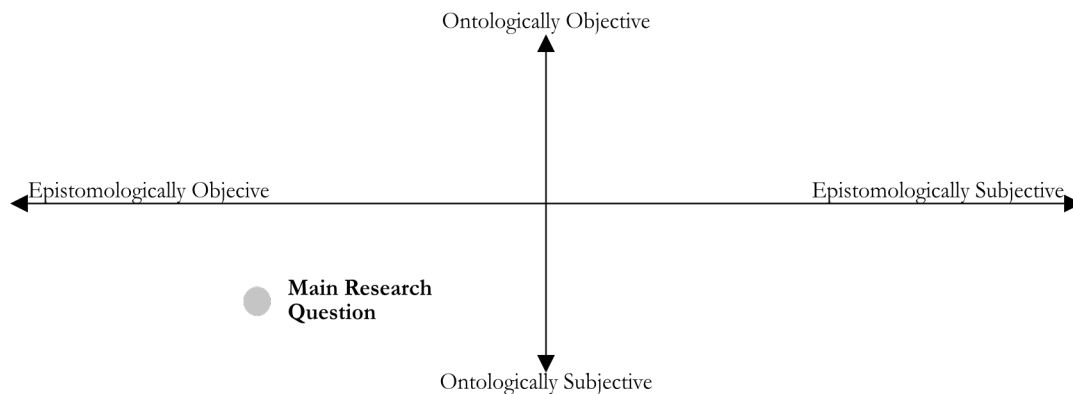 Ontologically Objective
Epistomologically Objecive
Epistomologically Subjective
Main Research
Question
Ontologically Subjective